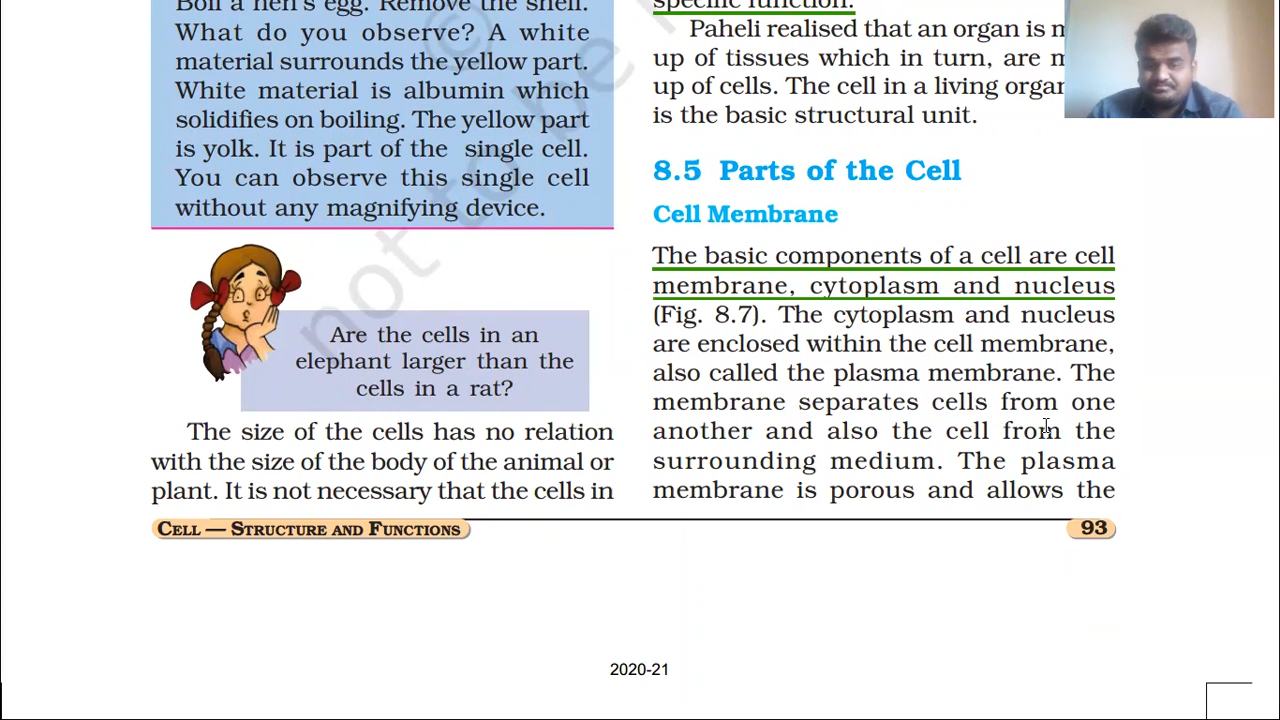 Boil a hen's egg. Remove the shell.
What do you observe? A white
material surrounds the yellow part.
White material is albumin which
solidifies on boiling. The yellow part
is yolk. It is part of the single cell.
You can observe this single cell
without any magnifying device.
Are the cells in an
elephant larger than the
cells in a rat?
The size of the cells has no relation
with the size of the body of the animal or
plant. It is not necessary that the cells in
specific function.
Paheli realised that an organ is
up of tissues which in turn, are
up of cells. The cell in a living
is the basic structural unit.
8.5 Parts of the Cell
Cell Membrane
The basic components of a cell are cell
membrane, cytoplasm and nucleus
(Fig. 8.7). The cytoplasm and nucleus
are enclosed within the cell membrane,
also called the plasma membrane. The
membrane separates cells from one
another and also the cell from the
surrounding medium. The plasma
membrane is porous and allows the
CELL — STRUCTURE AND FUNCTIONS
93
2020-21
© not to be